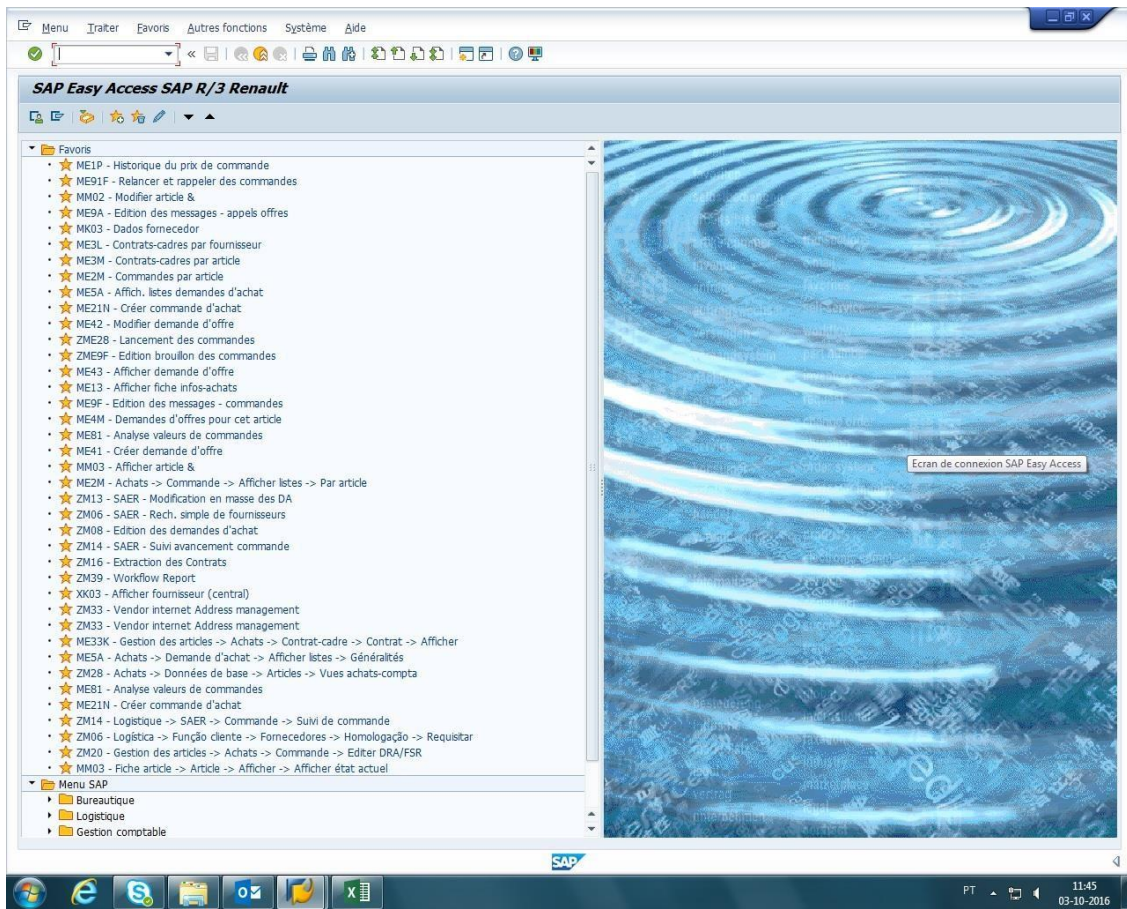 Menu Traiter Favoris Autres fonctions Système Aide
SAP Easy Access SAP R/3 Renault
Favoris
ME1P - Historique du prix de commande
ME91F - Relancer et rappeler des commandes
MM02 - Modifier article &
ME9A - Edition des messages - appels offres
MK03 - Dados fornecedor
ME3L - Contrats-cadres par fournisseur
ME3M - Contrats-cadres par article
ME2M - Commandes par article
ME5A - Affich. listes demandes d'achat
ME21N - Créer commande d'achat
ME42 - Modifier demande d'offre
ZME28 - Lancement des commandes
ZME9F - Edition brouillon des commandes
ME43 - Afficher demande d'offre
ME13 - Afficher fiche infos-achats
ME9F - Edition des messages - commandes
ME4M - Demandes d'offres pour cet article
ME81 - Analyse valeurs de commandes
ME41 - Créer demande d'offre
MM03 - Afficher article &
ME2M - Achats -> Commande -> Afficher listes -> Par article
ZM13 - SAER - Modification en masse des DA
ZM06 - SAER - Rech. simple de fournisseurs
ZM08 - Edition des demandes d'achat
ZM14 - SAER - Suivi avancement commande
ZM16 - Extraction des Contrats
ZM39 - Workflow Report
XK03 - Afficher fournisseur (central)
ZM33 - Vendor internet Address management
ZM33 - Vendor internet Address management
ME33K - Gestion des articles -> Achats -> Contrat-cadre -> Contrat -> Afficher
ME5A - Achats -> Demande d'achat -> Afficher listes -> Généralités
ZM28 - Achats -> Données de base -> Articles -> Vues achats-compta
ME81 - Analyse valeurs de commandes
ME21N - Créer commande d'achat
ZM14 - Logistique -> SAER -> Commande -> Suivi de commande
ZM06 - Logística -> Função cliente -> Fornecedores -> Homologação -> Requisitar
ZM20 - Gestion des articles -> Achats -> Commande -> Editer DRA/FSR
MM03 - Fiche article -> Article -> Afficher -> Afficher état actuel
Menu SAP
Bureautique
Logistique
Gestion comptable
Ecran de connexion SAP Easy Access
SAP
PT
11:45
03-10-2016